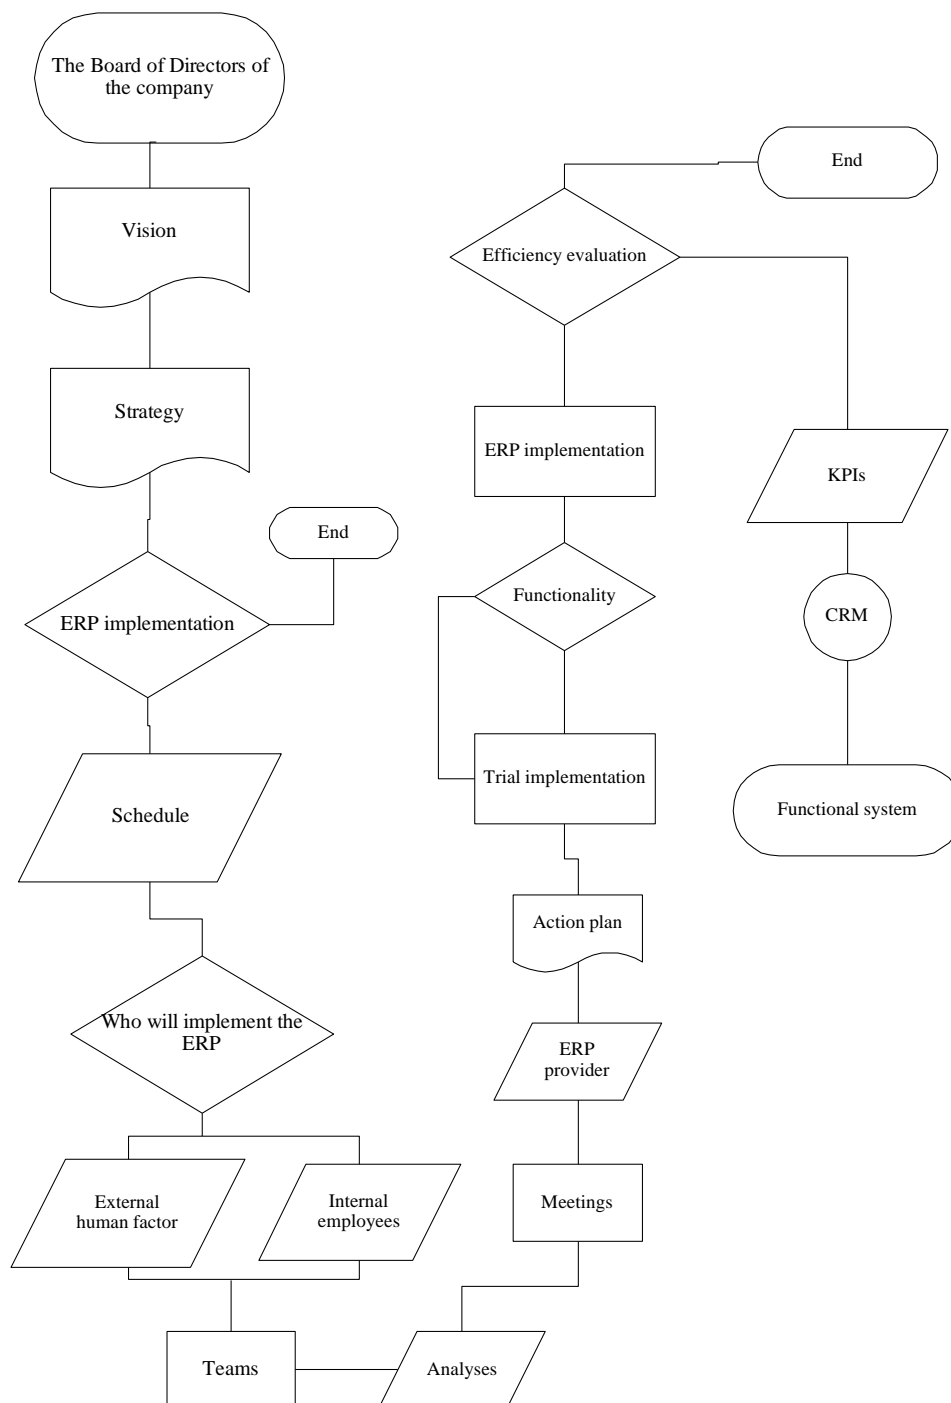 The Board of Directors of
the company
Vision
Strategy
End
ERP implementation
Schedule
Who will implement the
ERP
External
human factor
Internal
employees
Teams
Analyses
Meetings
ERP
provider
Action plan
Trial implementation
Functionality
ERP implementation
Efficiency evaluation
End
KPIs
CRM
Functional system